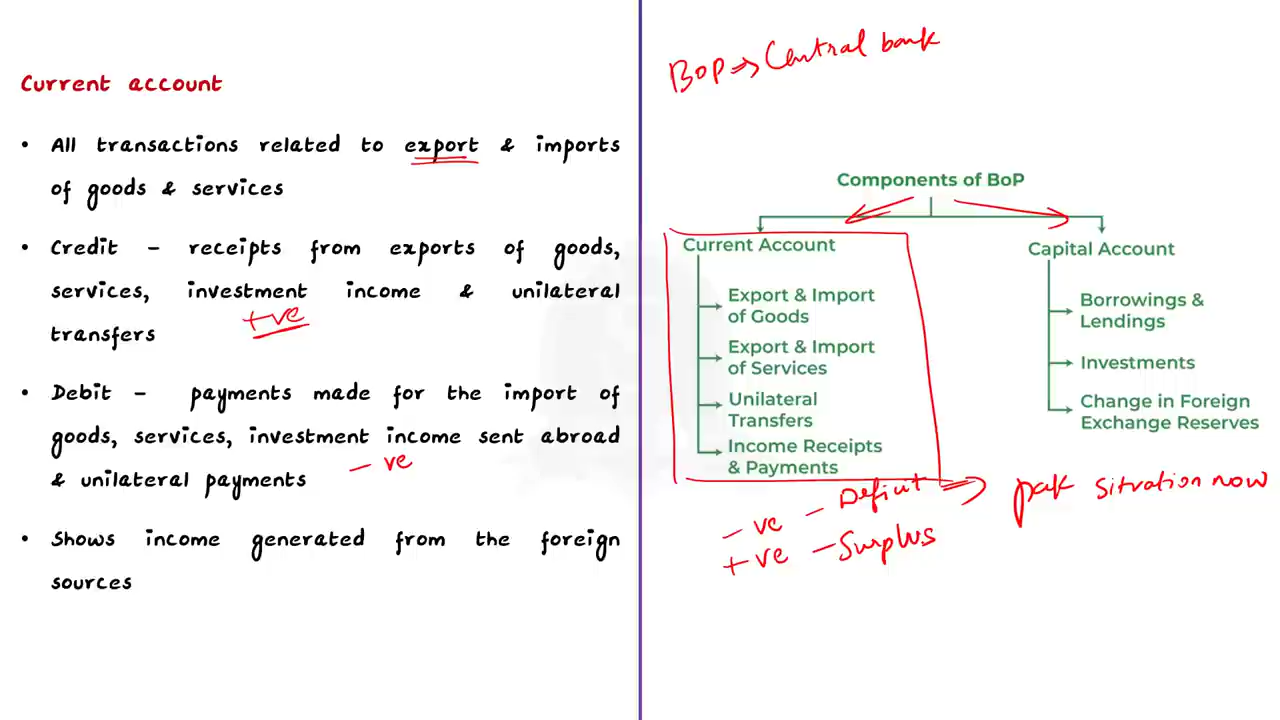 Current account
• All transactions related to export & imports
of goods & services
• Credit – receipts from exports of goods,
services, investment income & unilateral
+ve
transfers
• Debit – payments made for the import of
goods, services, investment income sent abroad
– ve
& unilateral payments
• Shows income generated from the foreign
sources
BoP => Central bank
Components of BoP
Current Account
Export & Import
of Goods
Export & Import
of Services
Unilateral
Transfers
Income Receipts
& Payments
Capital Account
Borrowings &
Lendings
Investments
Change in Foreign
Exchange Reserves
– ve – Deficit => pak situation now
+ve – Surplus